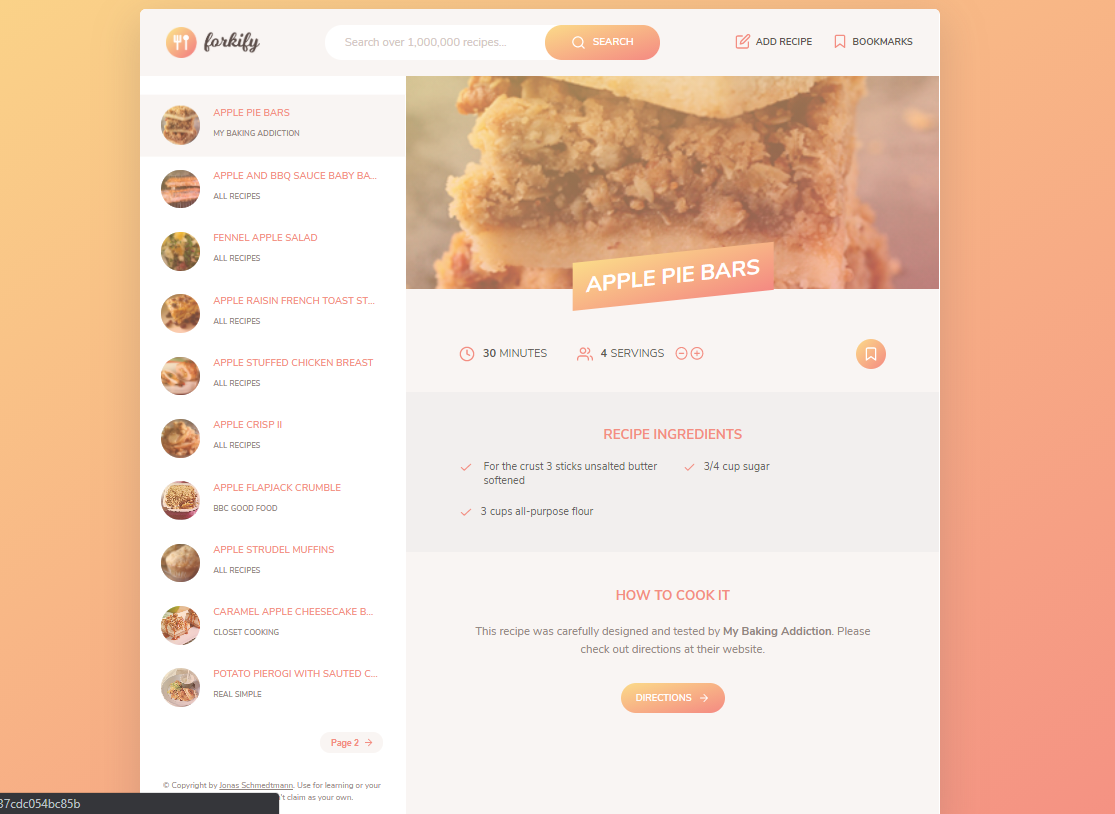 forkify
Search over 1,000,000 recipes...
SEARCH
ADD RECIPE
BOOKMARKS
APPLE PIE BARS
MY BAKING ADDICTION
APPLE AND BBQ SAUCE BABY BA...
ALL RECIPES
FENNEL APPLE SALAD
ALL RECIPES
APPLE RAISIN FRENCH TOAST ST...
ALL RECIPES
APPLE STUFFED CHICKEN BREAST
ALL RECIPES
APPLE CRISP II
ALL RECIPES
APPLE FLAPJACK CRUMBLE
BBC GOOD FOOD
APPLE STRUDEL MUFFINS
ALL RECIPES
CARAMEL APPLE CHEESECAKE B...
CLOSET COOKING
POTATO PIEROGI WITH SAUTED C...
REAL SIMPLE
Page 2
© Copyright by Jonas Schmedtmann. Use for learning or your
't claim as your own.
APPLE PIE BARS
30 MINUTES
4 SERVINGS
RECIPE INGREDIENTS
For the crust 3 sticks unsalted butter
softened
3/4 cup sugar
3 cups all-purpose flour
HOW TO COOK IT
This recipe was carefully designed and tested by My Baking Addiction. Please
check out directions at their website.
DIRECTIONS
37cdc054bc85b